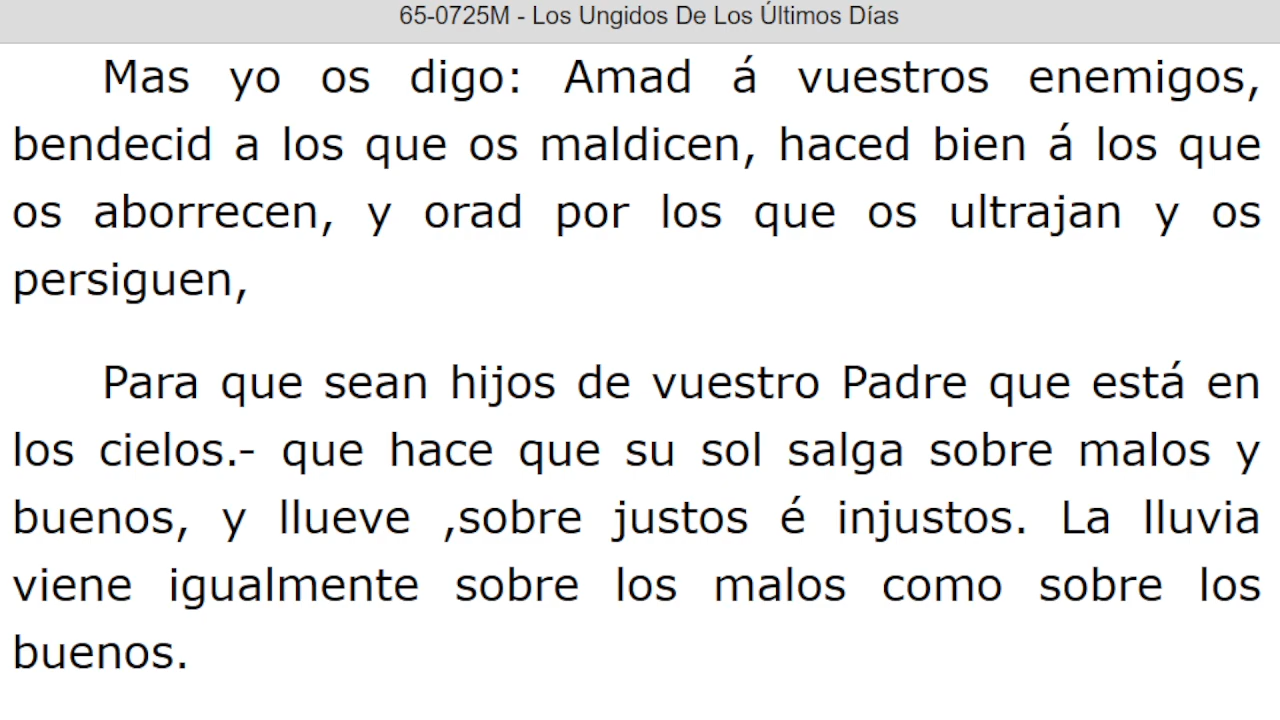 65-0725M - Los Ungidos De Los Últimos Días
Mas yo os digo: Amad á vuestros enemigos,
bendecid a los que os maldicen, haced bien á los que
os aborrecen, y orad por los que os ultrajan y os
persiguen,
Para que sean hijos de vuestro Padre que está en
los cielos.- que hace que su sol salga sobre malos y
buenos, y llueve ,sobre justos é injustos. La lluvia
viene igualmente sobre los malos como sobre los
buenos.